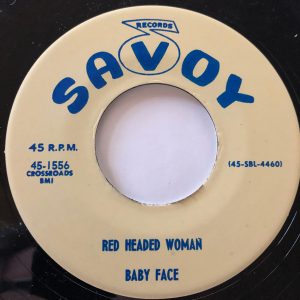 RECORDS
SAVOY
45 R.P.M.
45-1556
CROSSROADS
BMI
(45-SBL-4460)
RED HEADED WOMAN
BABY FACE